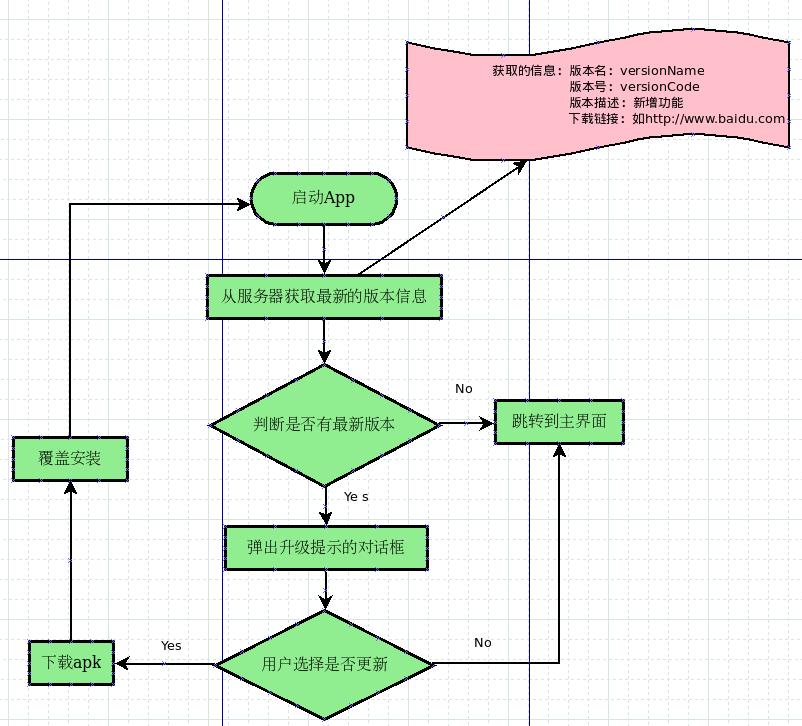 获取的信息：版本名：versionName
版本号：versionCode
版本描述：新增功能
下载链接：如http://www.baidu.com
启动App
从服务器获取最新的版本信息
No
判断是否有最新版本
跳转到主界面
覆盖安装
Ye s
弹出升级提示的对话框
Yes
No
下载apk
用户选择是否更新